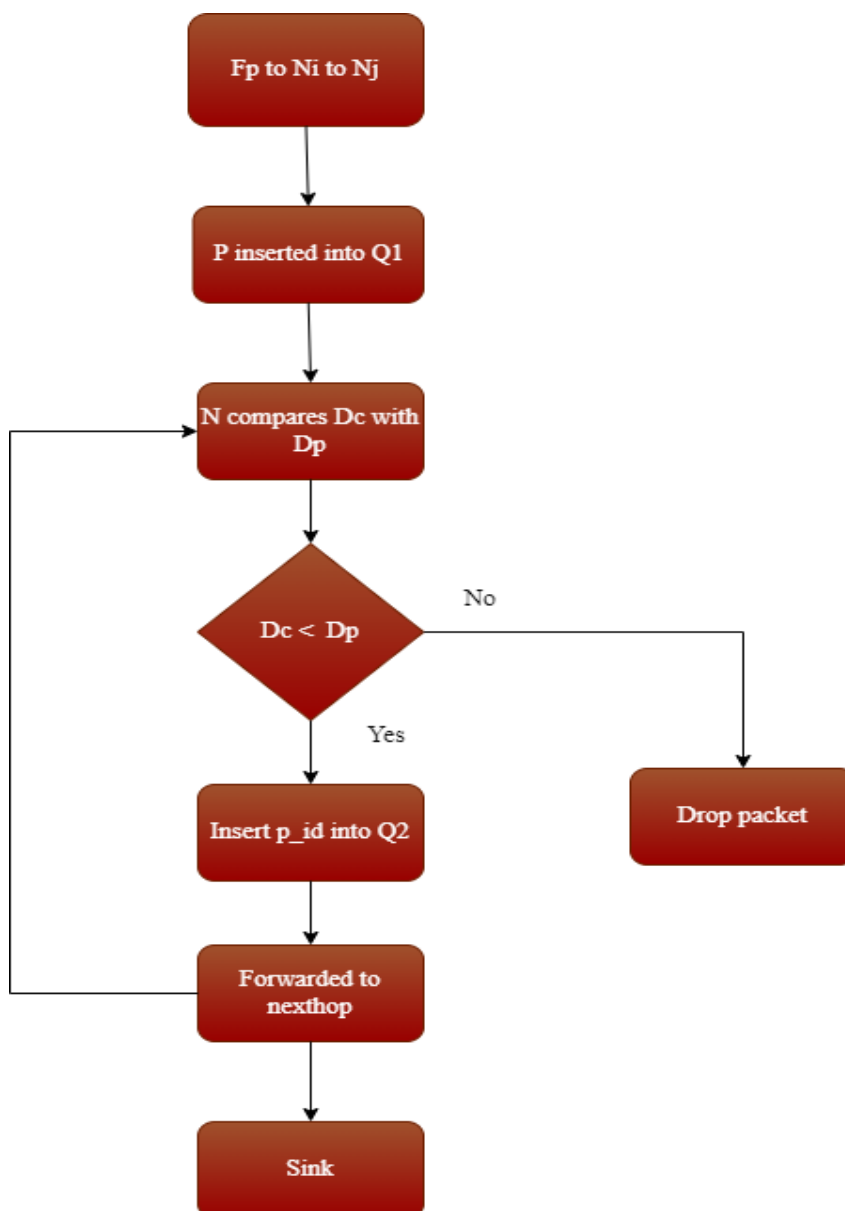 Fp to Ni to Nj
P inserted into Q1
N compares Dc with
Dp
Dc < Dp
No
Yes
Insert p_id into Q2
Drop packet
Forwarded to
nexthop
Sink